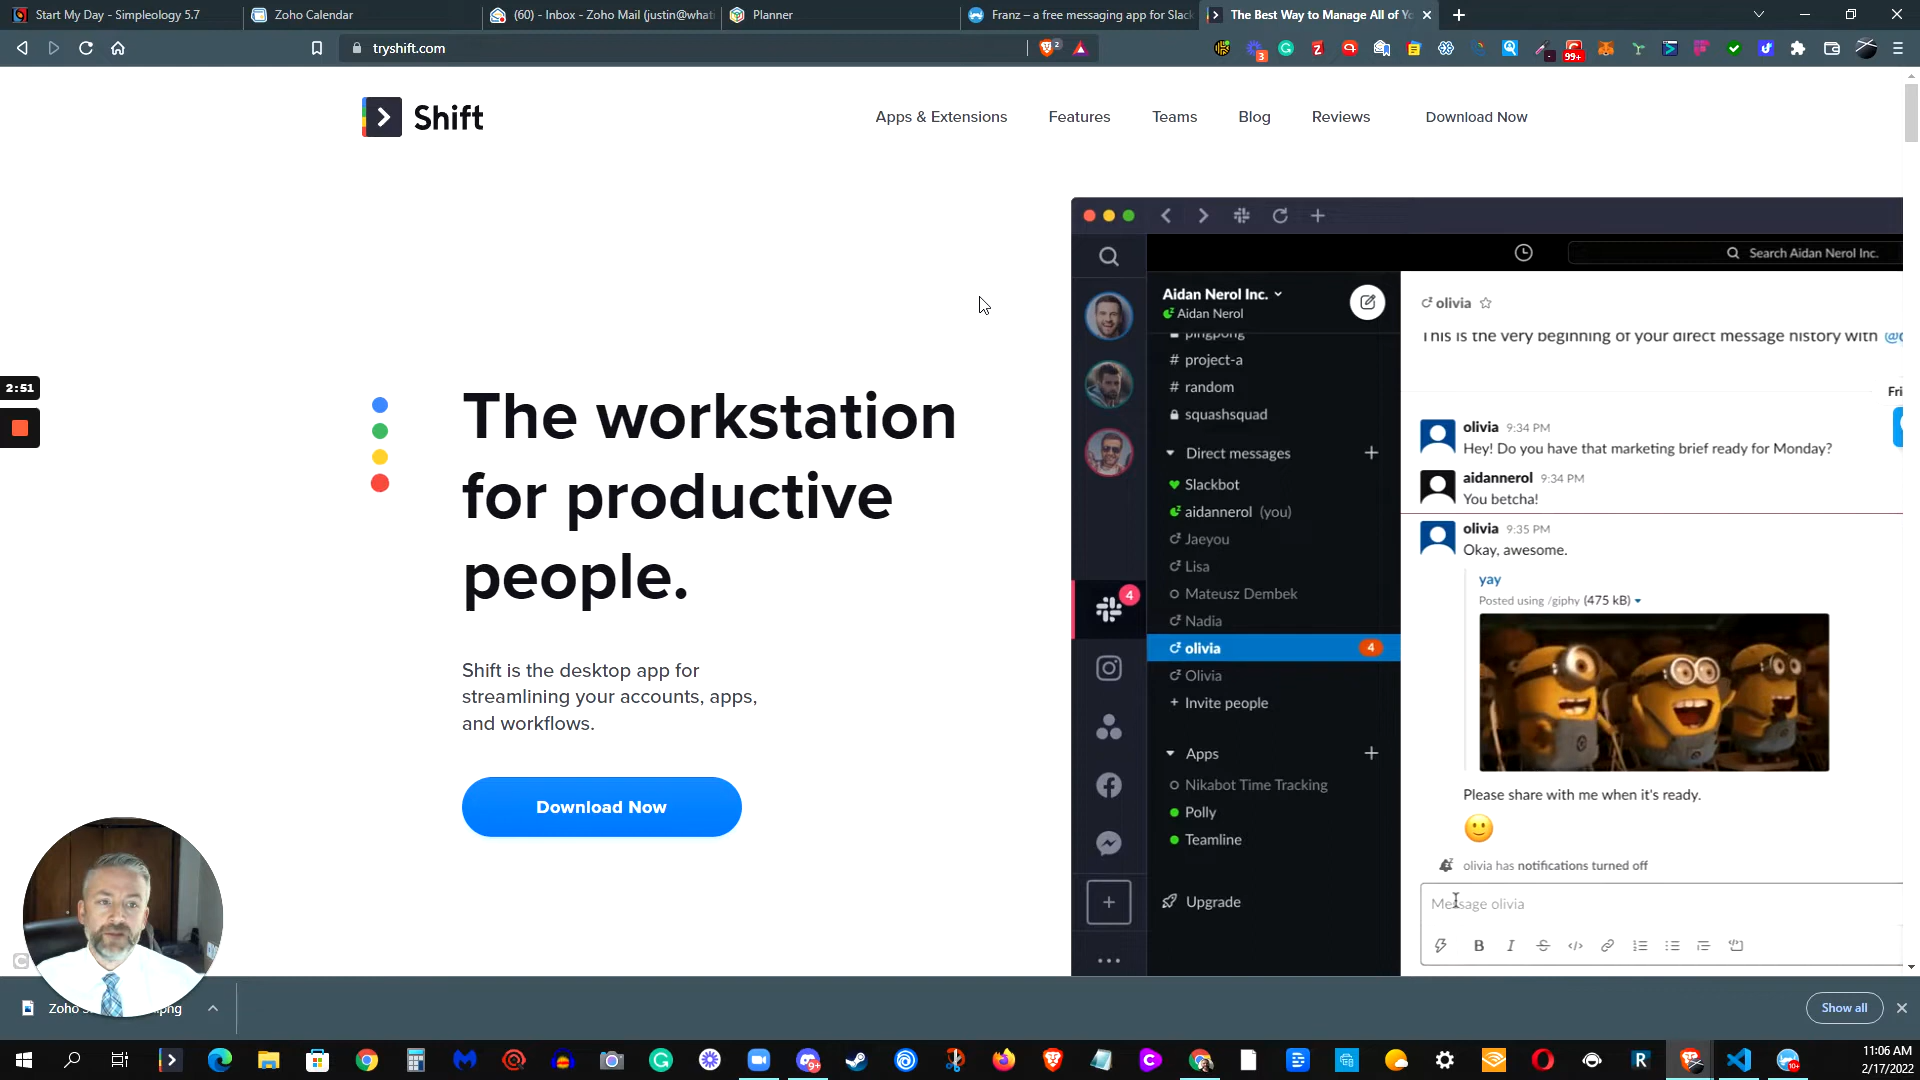 Start My Day - Simpleology 5.7
Zoho Calendar
(60) - Inbox - Zoho Mail (justin@what
Planner
Franz – a free messaging app for Slack
The Best Way to Manage All of Yo
tryshift.com
2
3
99+
Shift
Apps & Extensions
Features
Teams
Blog
Reviews
Download Now
Search Aidan Nerol Inc.
Aidan Nerol Inc.
Aidan Nerol
olivia
pingpong
This is the very beginning of your direct message history with @
# project-a
# random
squashsquad
Fri
2:51
The workstation
for productive
people.
olivia 9:34 PM
Hey! Do you have that marketing brief ready for Monday?
Direct messages
Slackbot
aidannerol 9:34 PM
You betcha!
aidannerol (you)
olivia 9:35 PM
Okay, awesome.
Jaeyou
Lisa
yay
Posted using /giphy (475 kB)
Mateusz Dembek
4
Nadia
olivia 4
Olivia
+ Invite people
Shift is the desktop app for
streamlining your accounts, apps,
and workflows.
Apps
Nikabot Time Tracking
Please share with me when it's ready.
Download Now
Polly
Teamline
olivia has notifications turned off
Upgrade
Message olivia
B I
Zoho S
.png
Show all
9+
10+
11:06 AM
2/17/2022